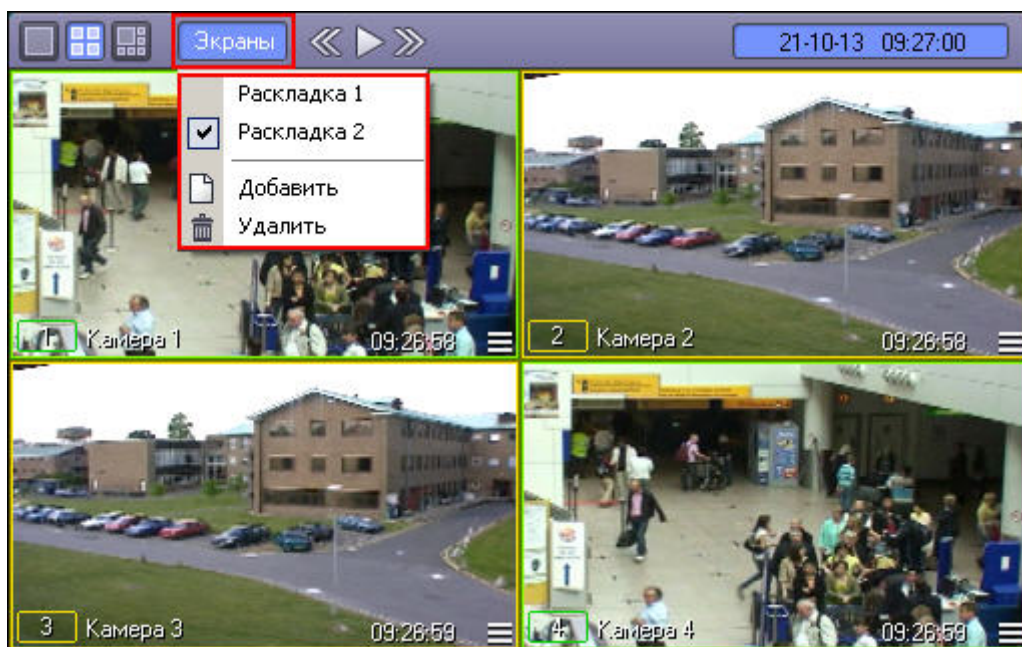 Экраны
21-10-13 09:27:00
Раскладка 1
Раскладка 2
Добавить
Удалить
1 Камера 1 09:26:58
2 Камера 2 09:26:58
3 Камера 3 09:26:59
4 Камера 4 09:26:59